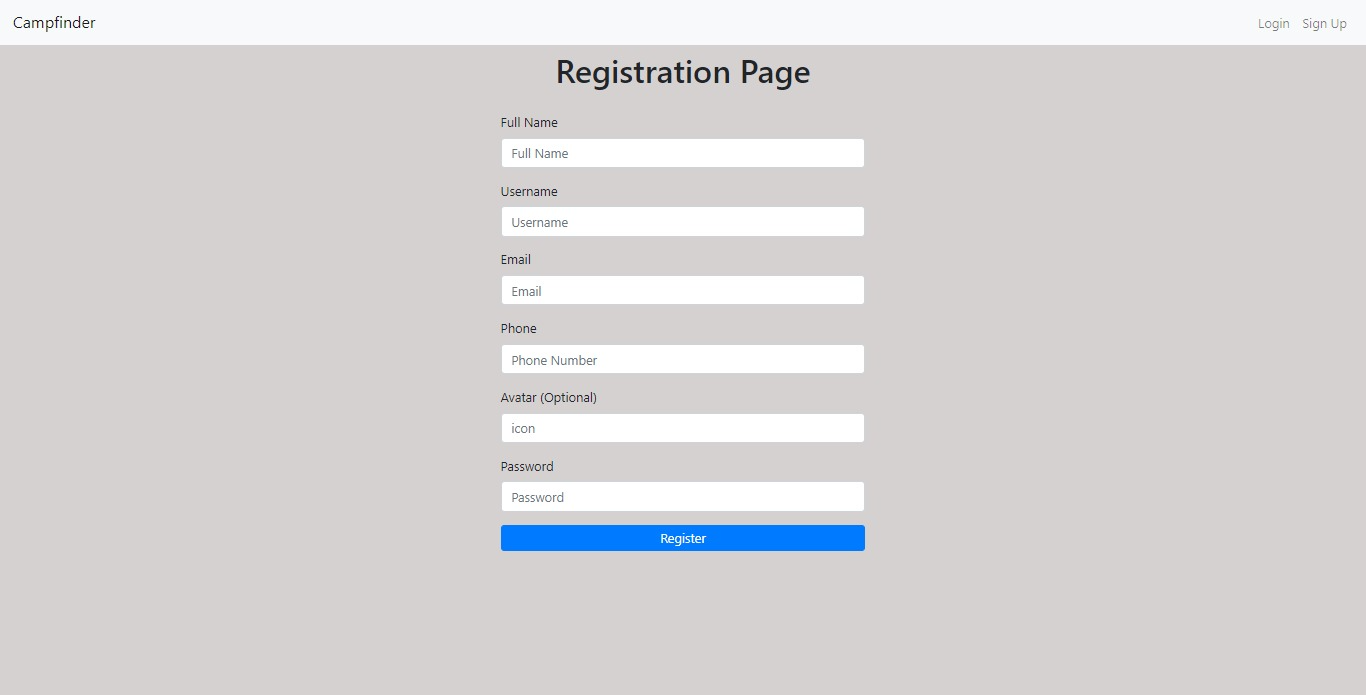 Campfinder
Login Sign Up
Registration Page
Full Name
Full Name
Username
Username
Email
Email
Phone
Phone Number
Avatar (Optional)
icon
Password
Password
Register